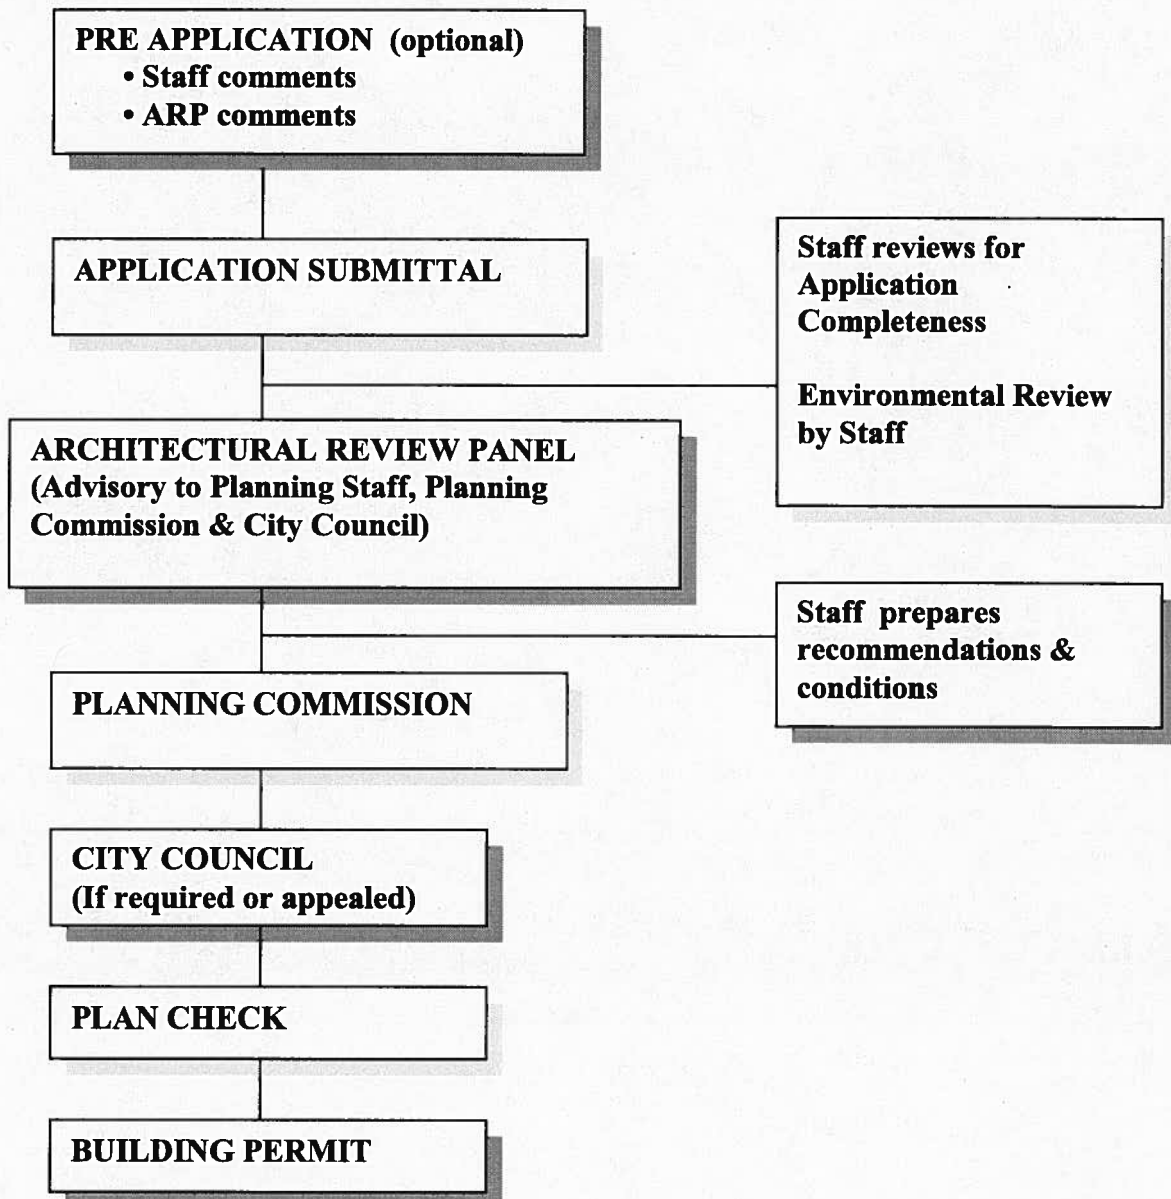 PRE APPLICATION (optional)
• Staff comments
• ARP comments
APPLICATION SUBMITTAL
Staff reviews for
Application
Completeness
Environmental Review
by Staff
ARCHITECTURAL REVIEW PANEL
(Advisory to Planning Staff, Planning
Commission & City Council)
Staff prepares
recommendations &
conditions
PLANNING COMMISSION
CITY COUNCIL
(If required or appealed)
PLAN CHECK
BUILDING PERMIT